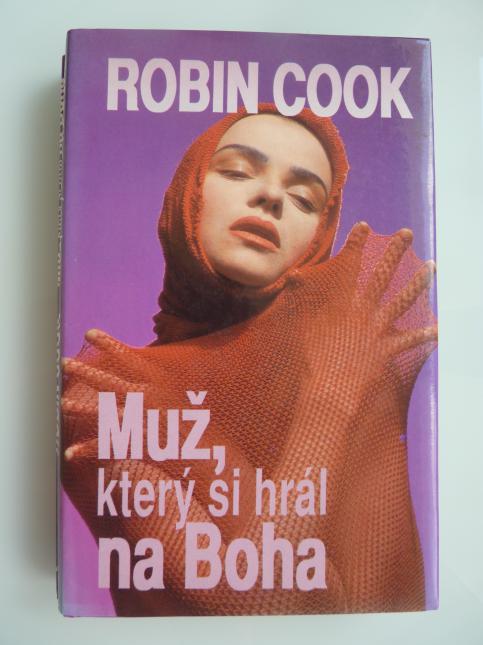 ROBIN COOK
Muž,
který si hrál
na Boha